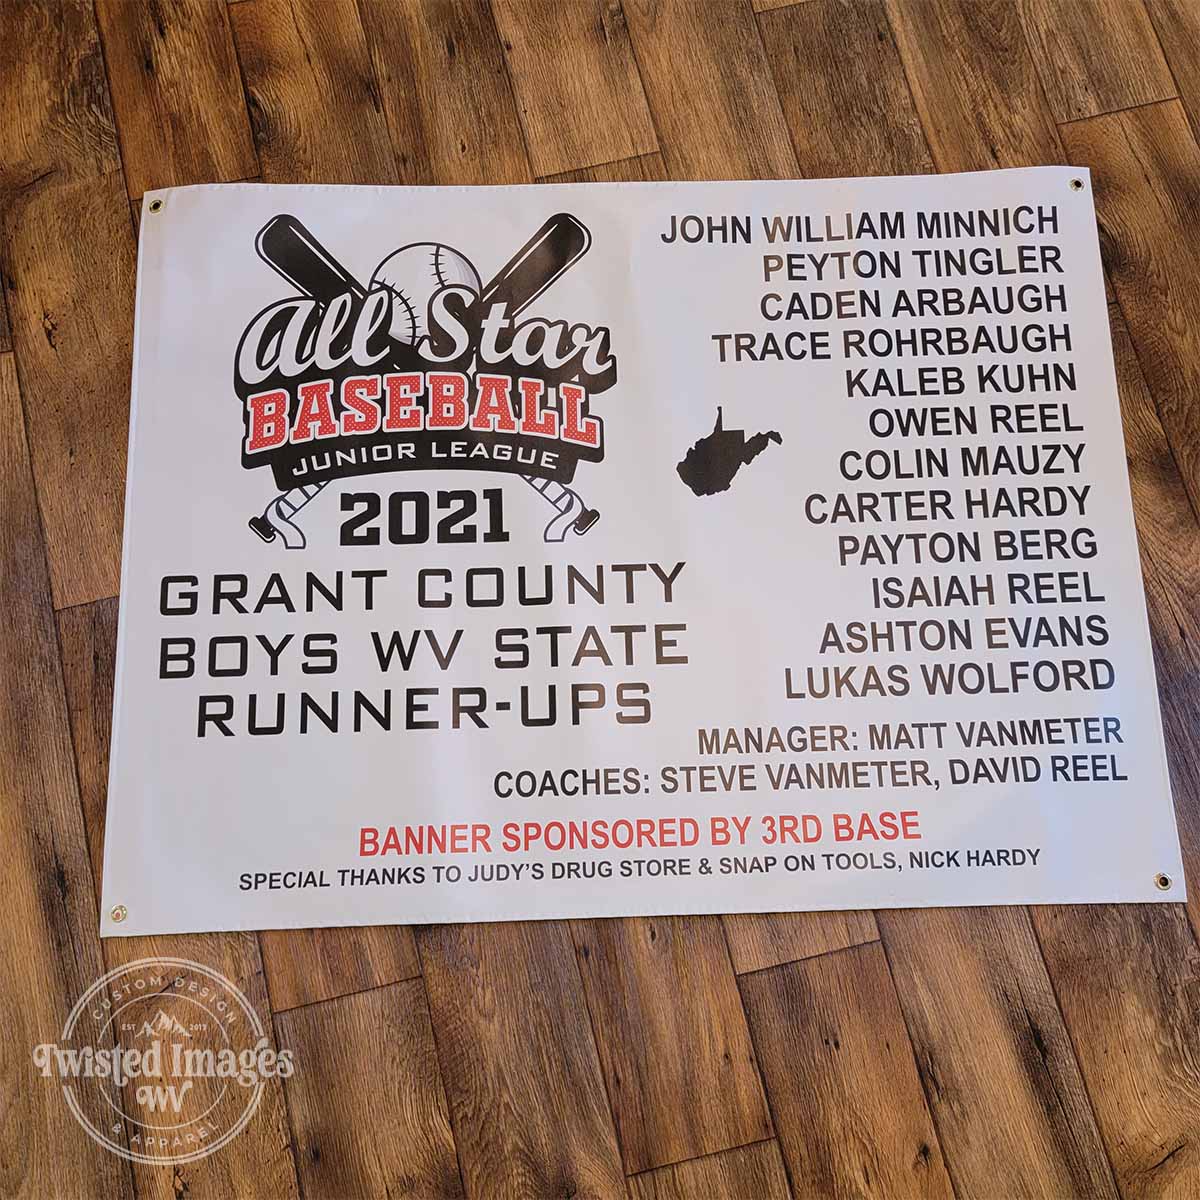 All Star
BASEBALL
JUNIOR LEAGUE
2021
GRANT COUNTY
BOYS WV STATE
RUNNER-UPS
JOHN WILLIAM MINNICH
PEYTON TINGLER
CADEN ARBAUGH
TRACE ROHRBAUGH
KALEB KUHN
OWEN REEL
COLIN MAUZY
CARTER HARDY
PAYTON BERG
ISAIAH REEL
ASHTON EVANS
LUKAS WOLFORD
MANAGER: MATT VANMETER
COACHES: STEVE VANMETER, DAVID REEL
BANNER SPONSORED BY 3RD BASE
SPECIAL THANKS TO JUDY'S DRUG STORE & SNAP ON TOOLS, NICK HARDY
CUSTOM DESIGN
EST 2017
Twisted Images
WV
& APPAREL